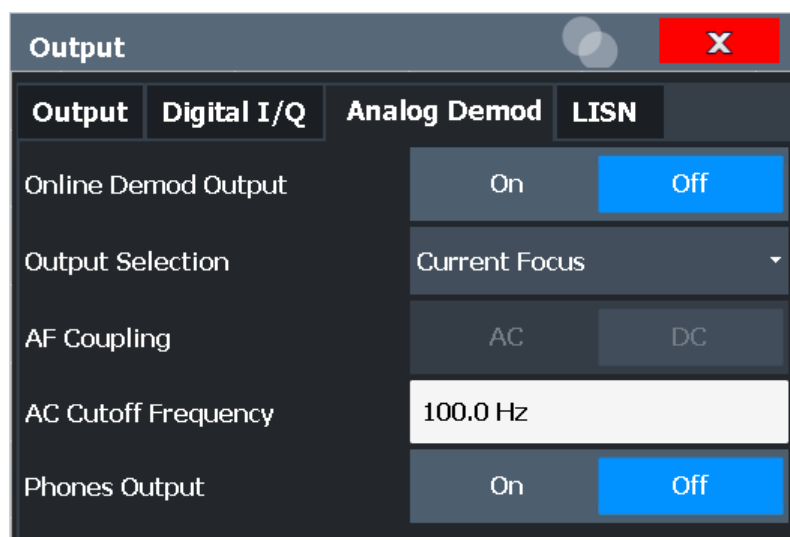 Output
X
Output Digital I/Q Analog Demod LISN
Online Demod Output On Off
Output Selection Current Focus
AF Coupling AC DC
AC Cutoff Frequency 100.0 Hz
Phones Output On Off